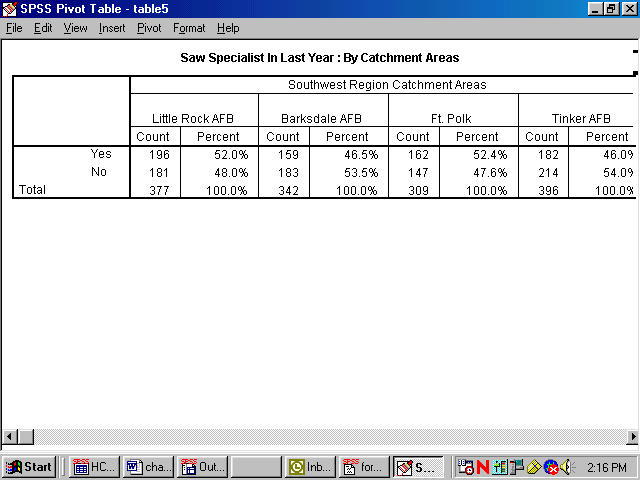 SPSS Pivot Table - table5
File Edit View Insert Pivot Format Help
Saw Specialist In Last Year : By Catchment Areas
Southwest Region Catchment Areas
Little Rock AFB Barksdale AFB Ft. Polk Tinker AFB
Count Percent Count Percent Count Percent Count Percent
Yes 196 52.0% 159 46.5% 162 52.4% 182 46.0%
No 181 48.0% 183 53.5% 147 47.6% 214 54.0%
Total 377 100.0% 342 100.0% 309 100.0% 396 100.0%
Start HC... cha... Out... Inb... for... S... 2:16 PM